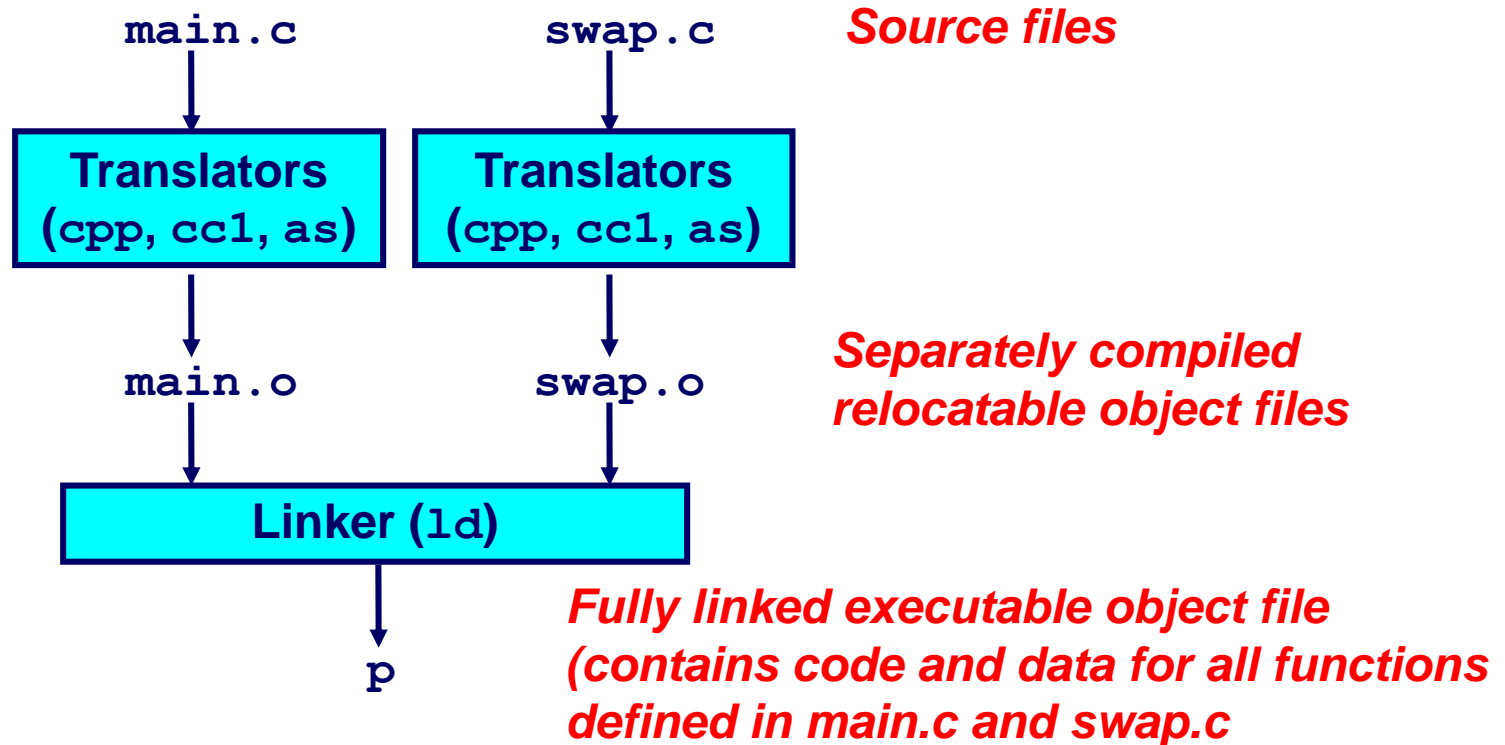 main.c swap.c Source files
Translators Translators
(cpp, cc1, as) (cpp, cc1, as)
Separately compiled
main.o swap.o
relocatable object files
Linker (ld)
Fully linked executable object file
p
(contains code and data for all functions
defined in main.c and swap.c